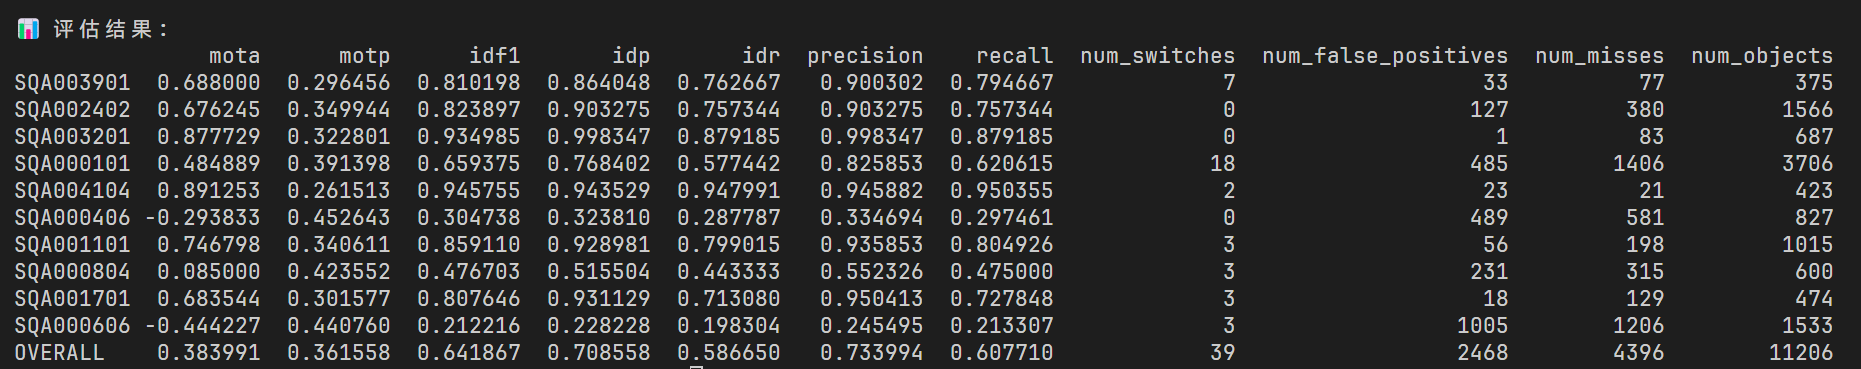 📊 评估结果:
mota motp idf1 idp idr precision recall num_switches num_false_positives num_misses num_objects
SQA003901 0.688000 0.296456 0.810198 0.864048 0.762667 0.900302 0.794667 7 33 77 375
SQA002402 0.676245 0.349944 0.823897 0.903275 0.757344 0.903275 0.757344 0 127 380 1566
SQA003201 0.877729 0.322801 0.934985 0.998347 0.879185 0.998347 0.879185 0 1 83 687
SQA000101 0.484889 0.391398 0.659375 0.768402 0.577442 0.825853 0.620615 18 485 1406 3706
SQA004104 0.891253 0.261513 0.945755 0.943529 0.947991 0.945882 0.950355 2 23 21 423
SQA000406 -0.293833 0.452643 0.304738 0.323810 0.287787 0.334694 0.297461 0 489 581 827
SQA001101 0.746798 0.340611 0.859110 0.928981 0.799015 0.935853 0.804926 3 56 198 1015
SQA000804 0.085000 0.423552 0.476703 0.515504 0.443333 0.552326 0.475000 3 231 315 600
SQA001701 0.683544 0.301577 0.807646 0.931129 0.713080 0.950413 0.727848 3 18 129 474
SQA000606 -0.444227 0.440760 0.212216 0.228228 0.198304 0.245495 0.213307 3 1005 1206 1533
OVERALL 0.383991 0.361558 0.641867 0.708558 0.586650 0.733994 0.607710 39 2468 4396 11206